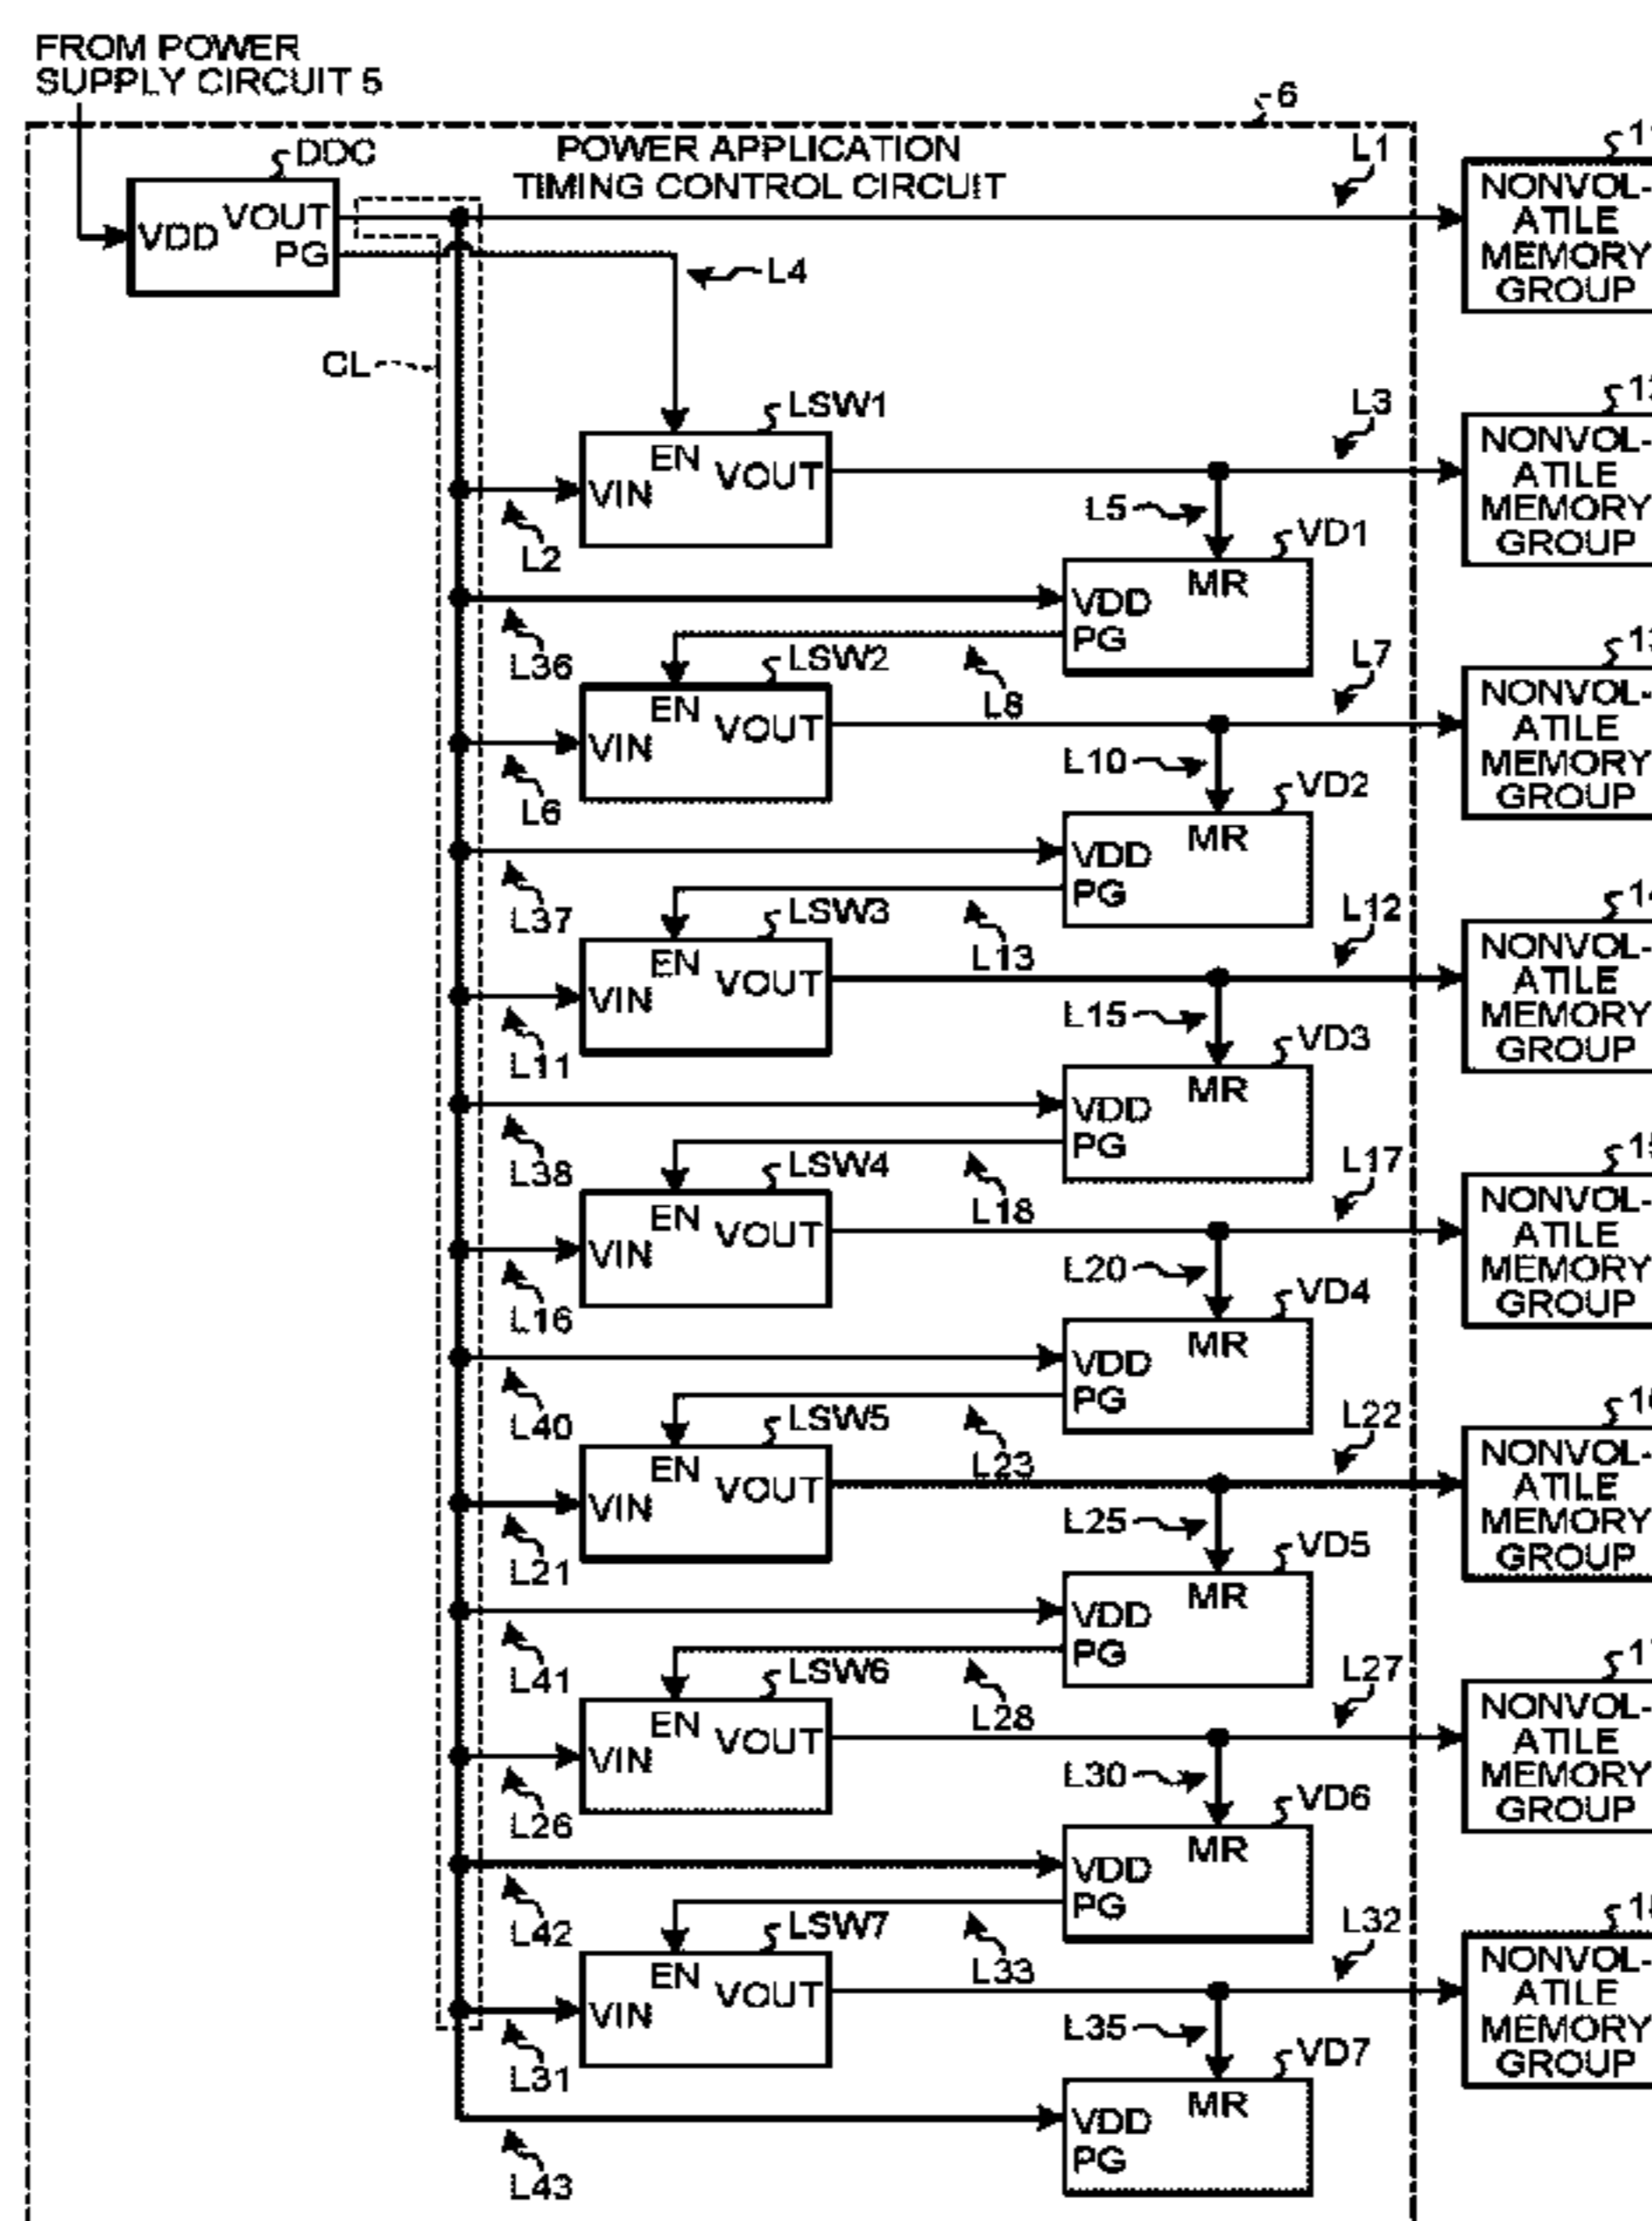 FROM POWER
SUPPLY CIRCUIT 5
6
DDC
POWER APPLICATION
TIMING CONTROL CIRCUIT
L1
VDD
VOUT
PG
NONVOL-
ATILE
MEMORY
GROUP
L4
CL
LSW1
EN
VOUT
VIN
L2
L3
NONVOL-
ATILE
MEMORY
GROUP
L5
VD1
MR
VDD
PG
L36
L8
LSW2
EN
VOUT
VIN
L6
L7
NONVOL-
ATILE
MEMORY
GROUP
L10
VD2
MR
VDD
PG
L37
L13
LSW3
EN
VOUT
VIN
L11
L12
NONVOL-
ATILE
MEMORY
GROUP
L15
VD3
MR
VDD
PG
L38
L18
LSW4
EN
VOUT
VIN
L16
L17
NONVOL-
ATILE
MEMORY
GROUP
L20
VD4
MR
VDD
PG
L40
L23
LSW5
EN
VOUT
VIN
L21
L22
NONVOL-
ATILE
MEMORY
GROUP
L25
VD5
MR
VDD
PG
L41
L28
LSW6
EN
VOUT
VIN
L26
L27
NONVOL-
ATILE
MEMORY
GROUP
L30
VD6
MR
VDD
PG
L42
L33
LSW7
EN
VOUT
VIN
L31
L32
NONVOL-
ATILE
MEMORY
GROUP
L35
VD7
MR
VDD
PG
L43